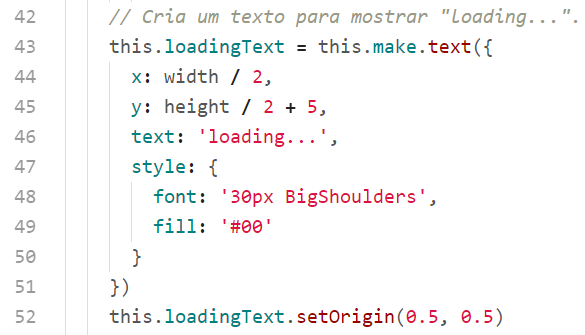 42 // Cria um texto para mostrar "loading...".
43 this.loadingText = this.make.text({
44 x: width / 2,
45 y: height / 2 + 5,
46 text: 'loading...',
47 style: {
48 font: '30px BigShoulders',
49 fill: '#00'
50 }
51 })
52 this.loadingText.setOrigin(0.5, 0.5)